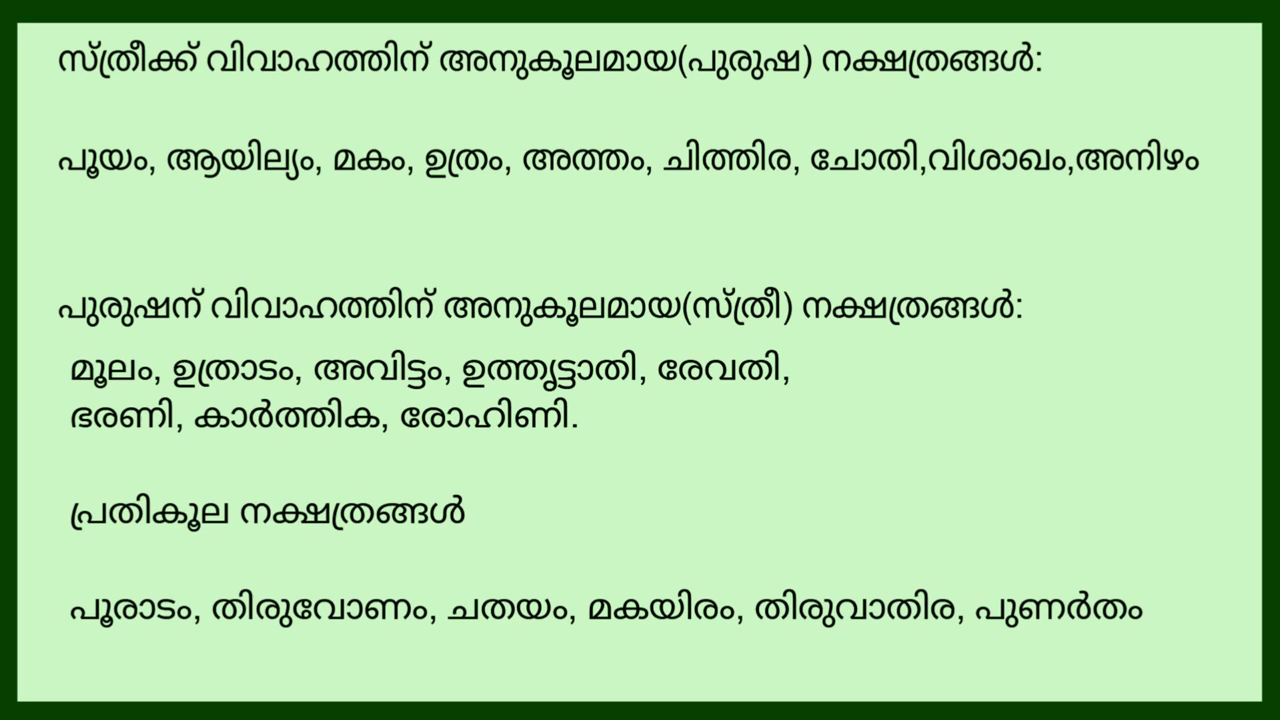 സ്ത്രീക്ക് വിവാഹത്തിന് അനുകൂലമായ(പുരുഷ) നക്ഷത്രങ്ങൾ:
പൂയം, ആയില്യം, മകം, ഉത്രം, അത്തം, ചിത്തിര, ചോതി,വിശാഖം,അനിഴം
പുരുഷന് വിവാഹത്തിന് അനുകൂലമായ(സ്ത്രീ) നക്ഷത്രങ്ങൾ:
മൂലം, ഉത്രാടം, അവിട്ടം, ഉത്തൃട്ടാതി, രേവതി,
ഭരണി, കാർത്തിക, രോഹിണി.
പ്രതികൂല നക്ഷത്രങ്ങൾ
പൂരാടം, തിരുവോണം, ചതയം, മകയിരം, തിരുവാതിര, പുണർതം